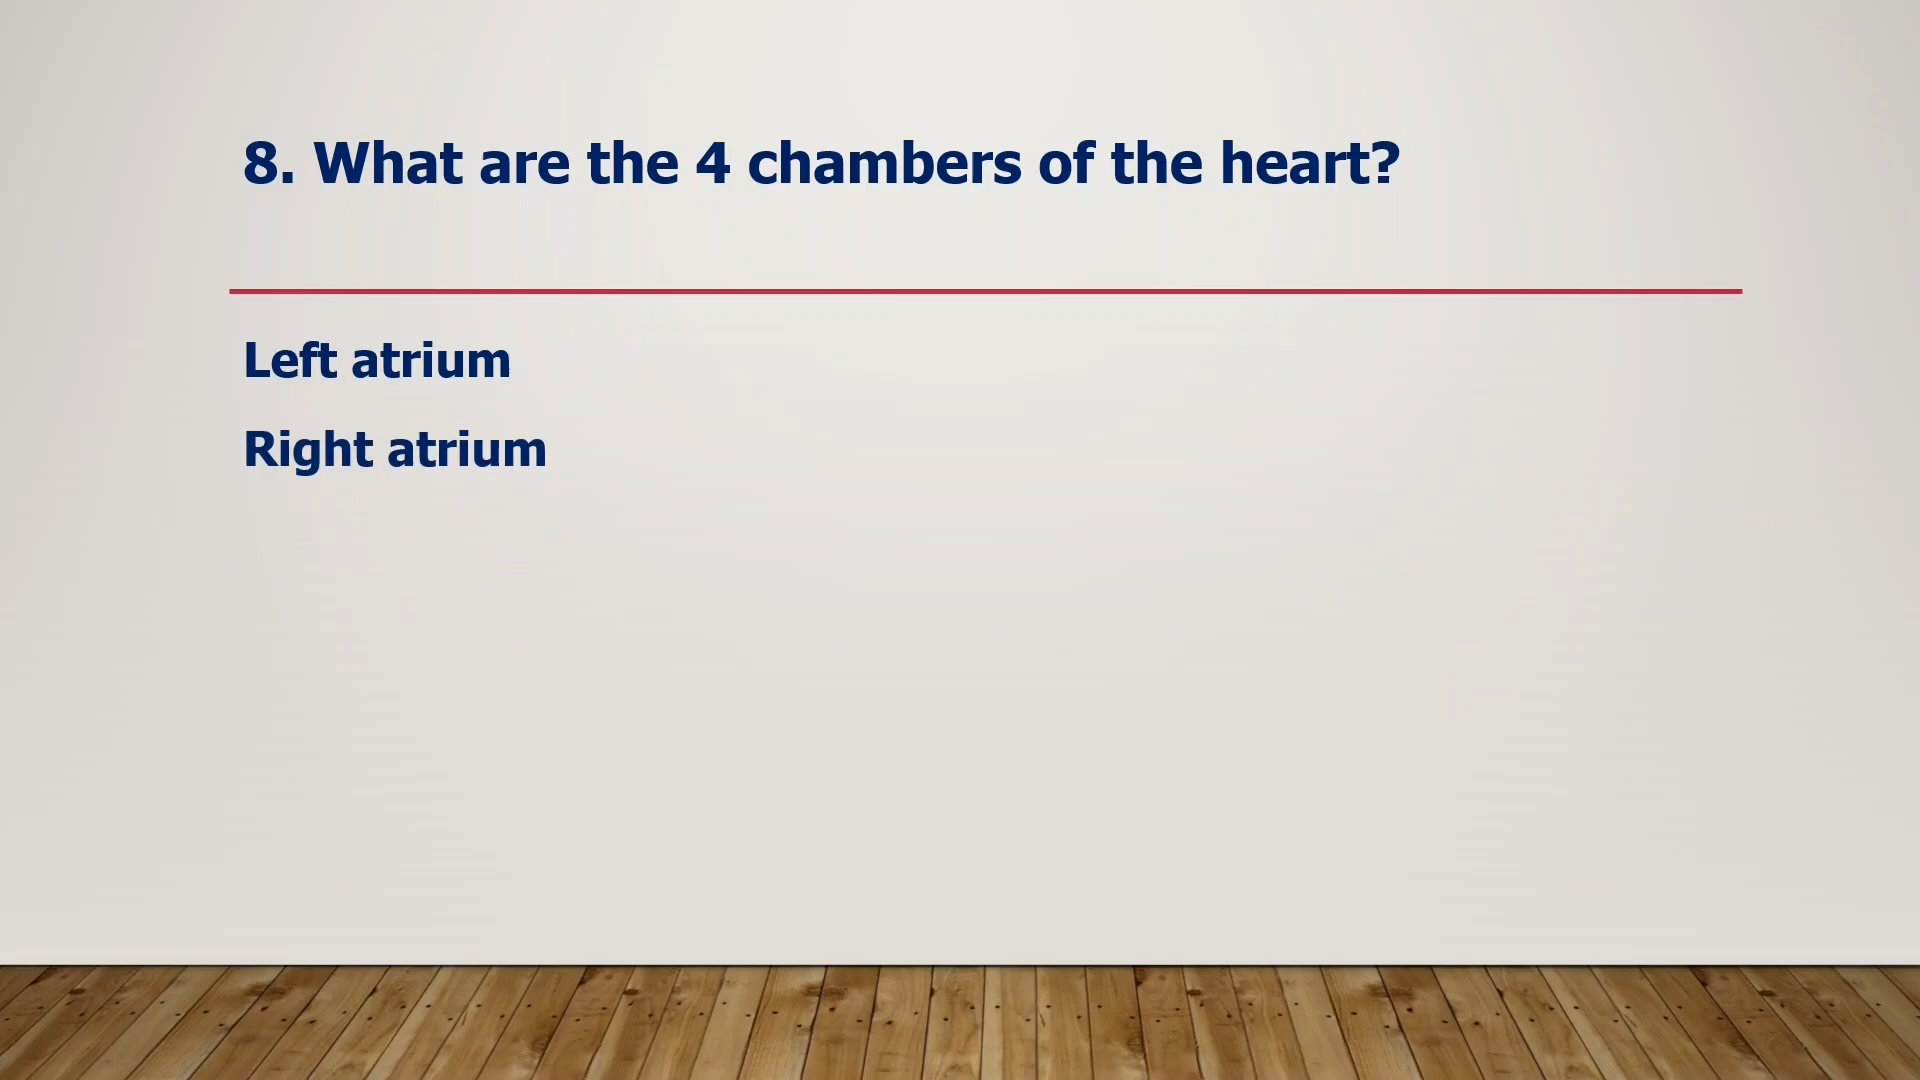 8. What are the 4 chambers of the heart?
Left atrium
Right atrium